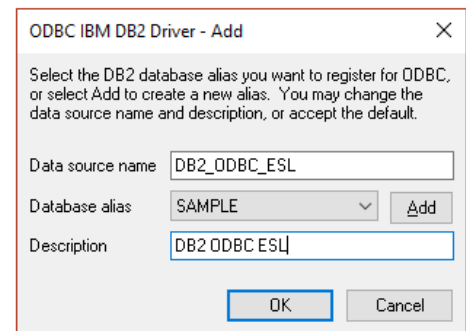 ODBC IBM DB2 Driver - Add
Select the DB2 database alias you want to register for ODBC,
or select Add to create a new alias.  You may change the
data source name and description, or accept the default.
Data source name DB2_ODBC_ESL
Database alias SAMPLE Add
Description DB2 ODBC ESL
OK Cancel